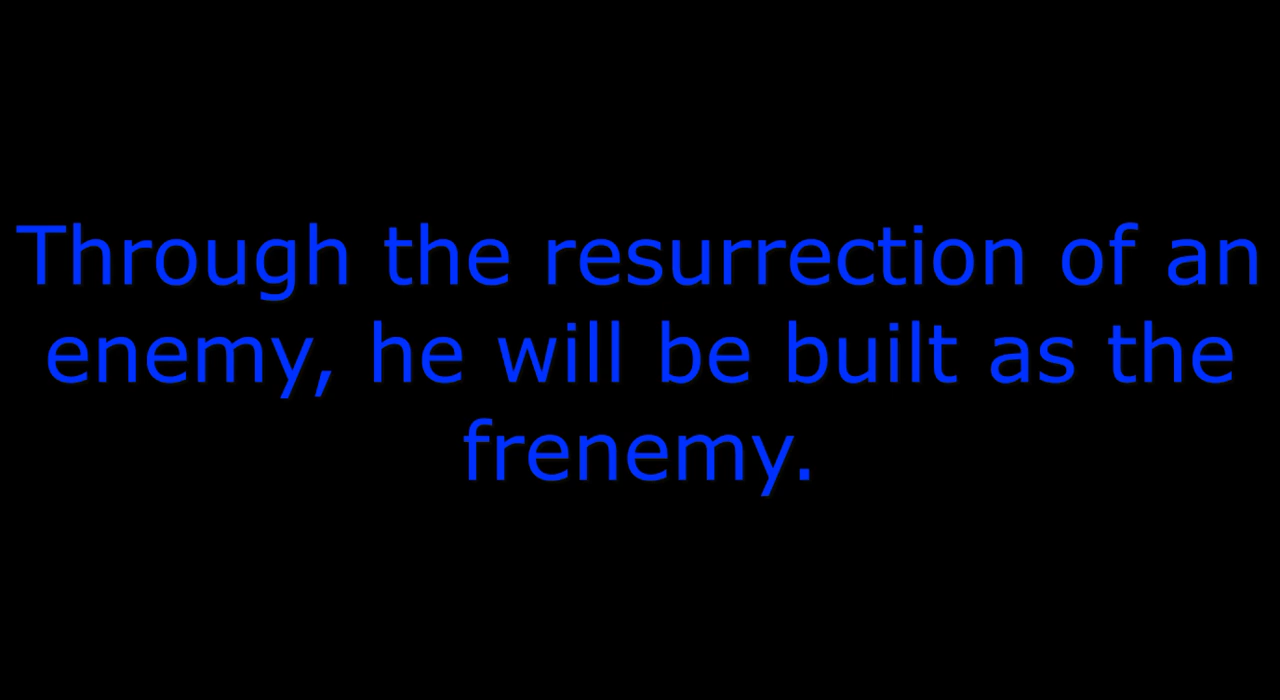 Through the resurrection of an
enemy, he will be built as the
frenemy.